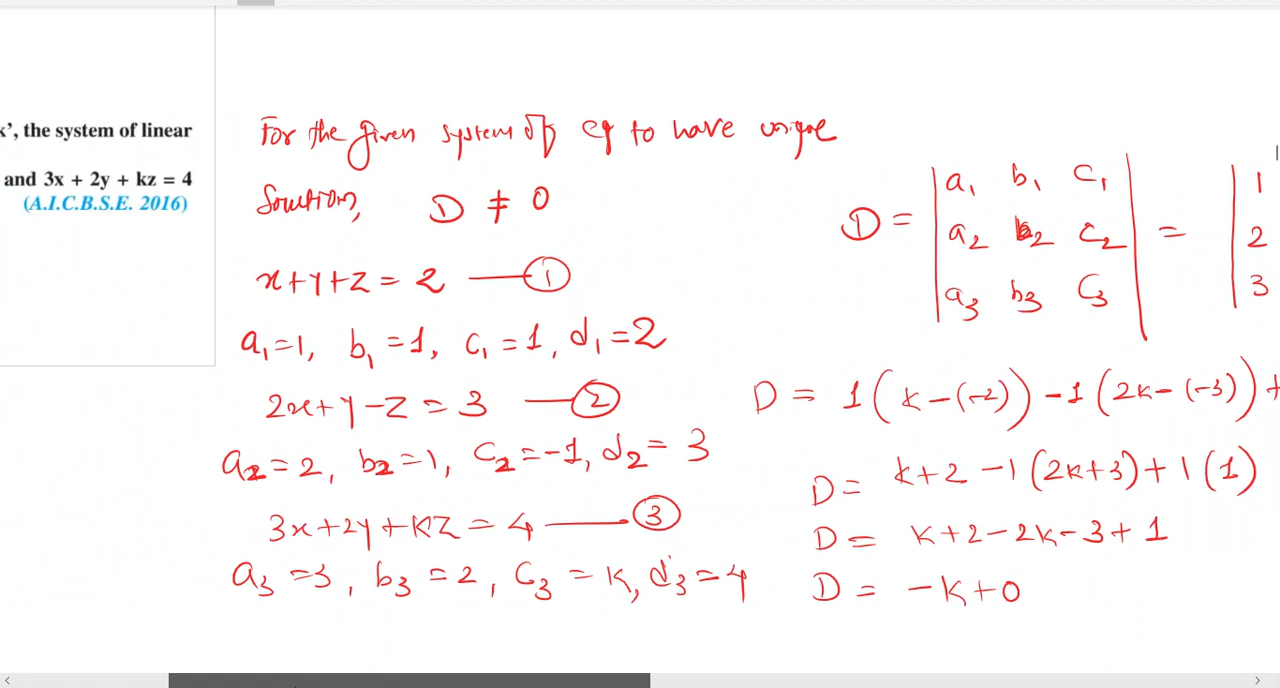 k’, the system of linear
and 3x + 2y + kz = 4
(A.I.C.B.S.E. 2016)
For the given system of eq to have unique
Solution, D ≠ 0
x+y+z = 2 —— ①
a₁=1, b₁=1, c₁=1, d₁=2
2x+y-z = 3 —— ②
a₂=2, b₂=1, c₂=-1, d₂=3
3x+2y+kz = 4 —— ③
a₃=3, b₃=2, c₃=k, d₃=4
D = | a₁ b₁ c₁ | = | 1
a₂ b₂ c₂ 2
a₃ b₃ c₃ 3
D = 1(k-(-2)) -1(2k-(-3)) +
D = k+2 -1(2k+3)+1(1)
D = k+2-2k-3+1
D = -k+0